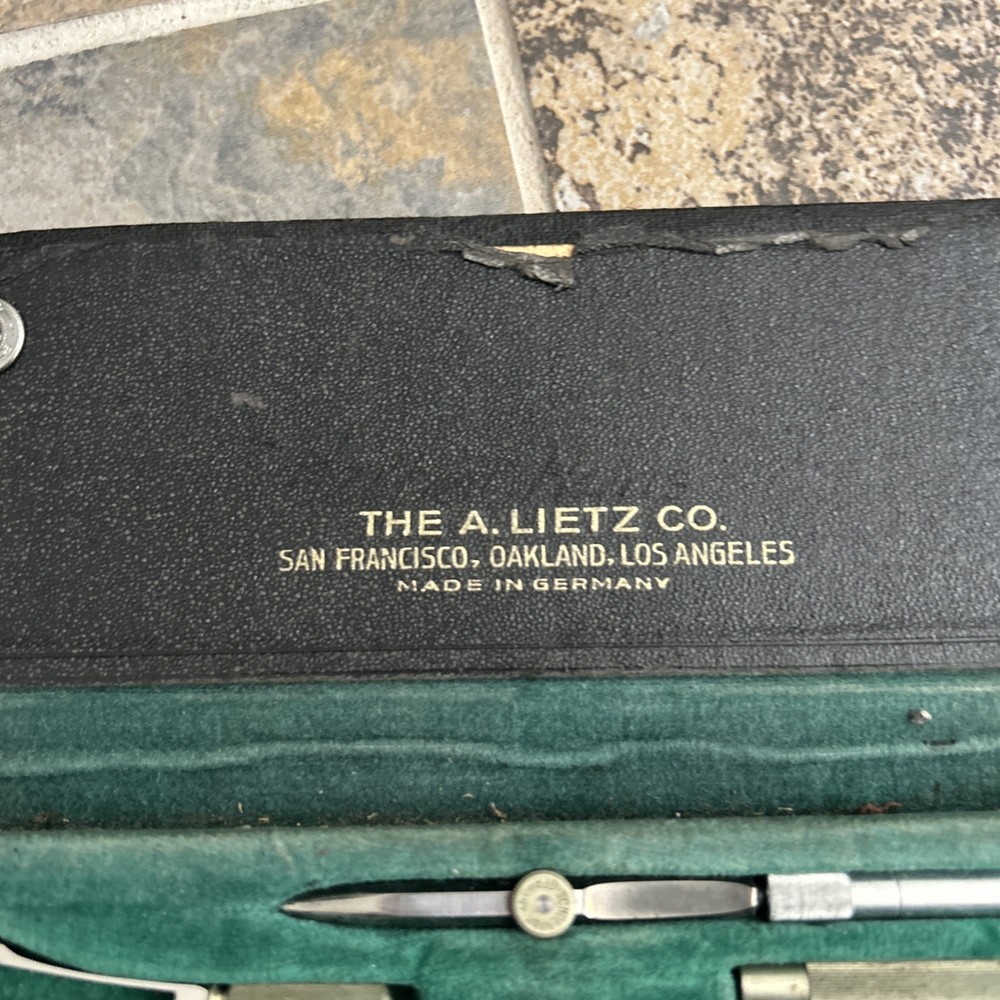 THE A. LIETZ CO.
SAN FRANCISCO, OAKLAND, LOS ANGELES
MADE IN GERMANY